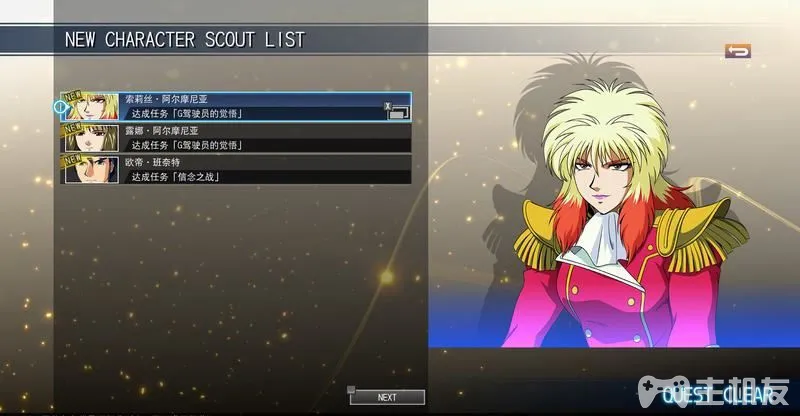 NEW CHARACTER SCOUT LIST
NEW
索莉丝·阿尔摩尼亚
X
达成任务「G驾驶员的觉悟」
NEW
露娜·阿尔摩尼亚
达成任务「G驾驶员的觉悟」
NEW
欧帝·班奈特
达成任务「信念之战」
NEXT
QUEST CLEAR
主机友